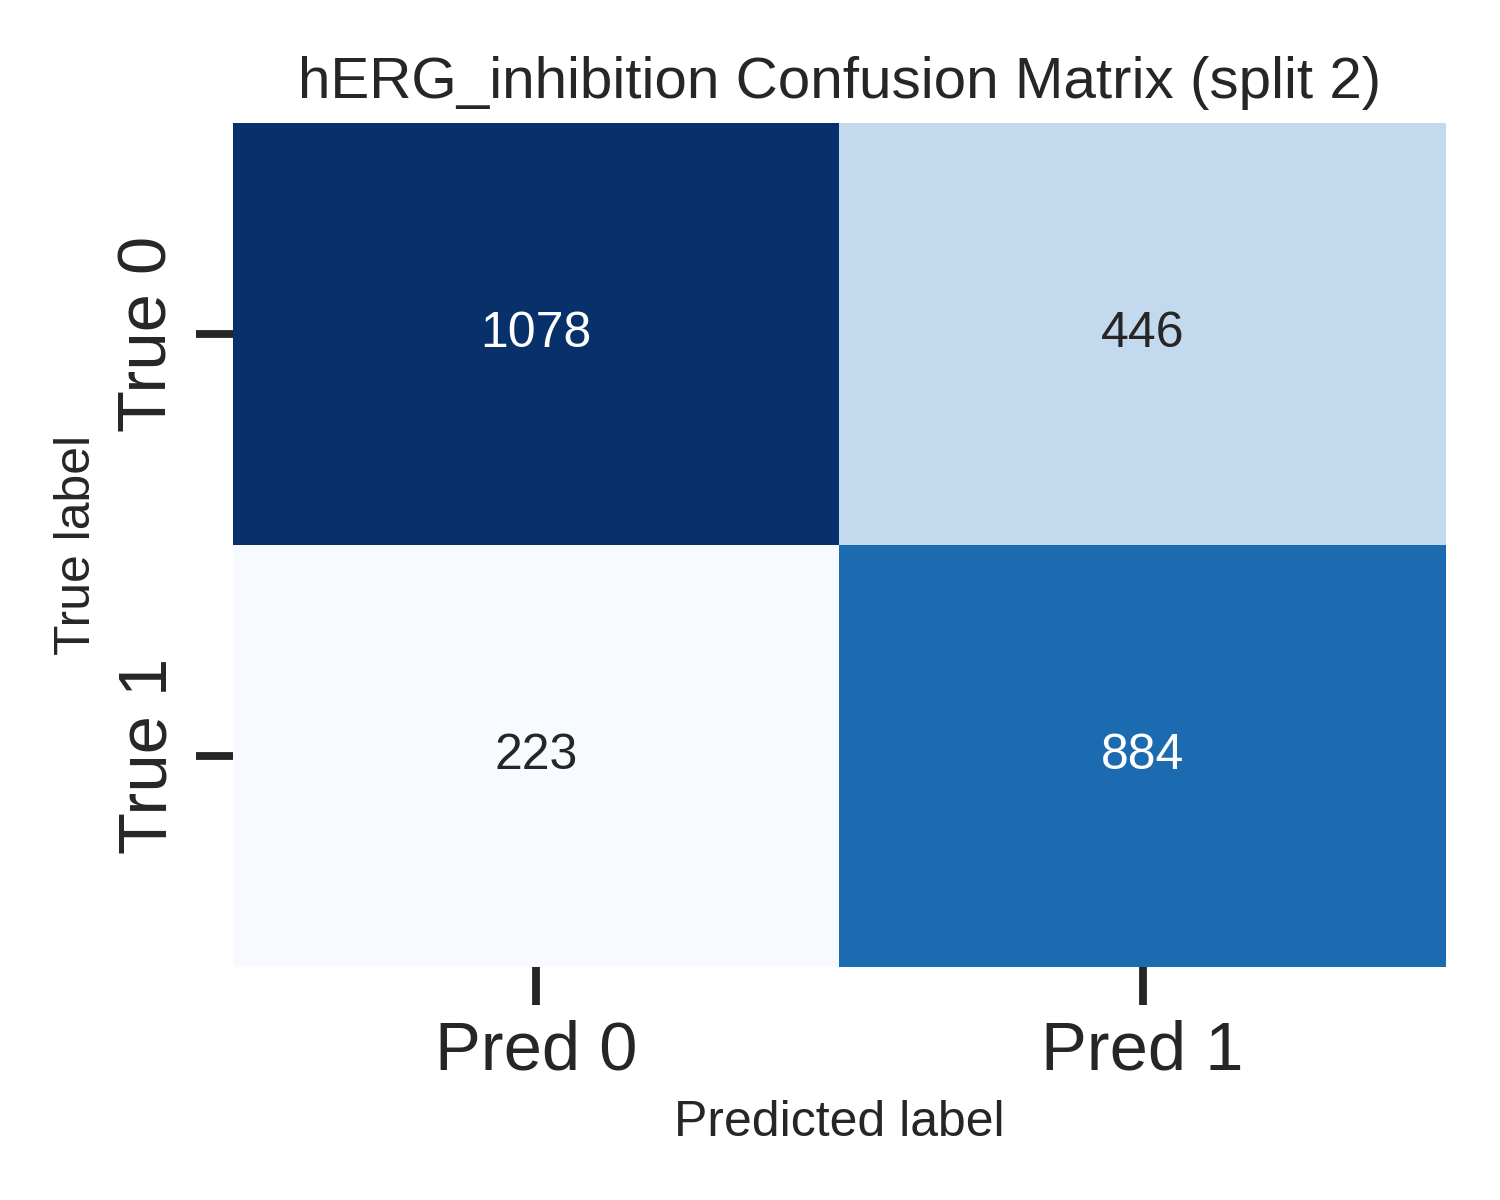 hERG_inhibition Confusion Matrix (split 2)
True label
True 0
1078
446
True 1
223
884
Pred 0
Pred 1
Predicted label